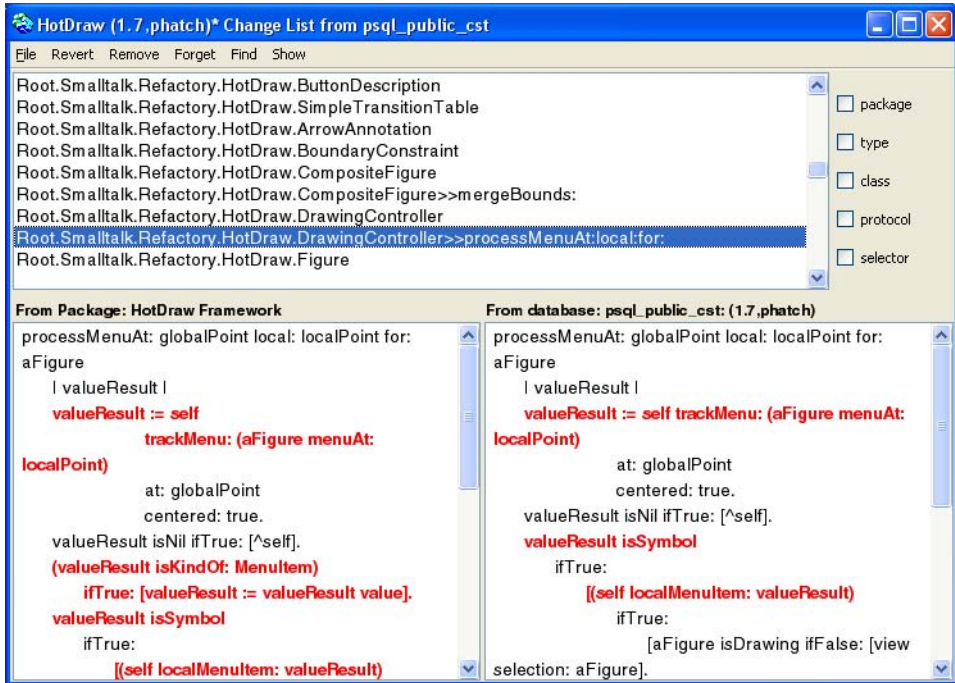 HotDraw (1.7,phatch)* Change List from psql_public_cst
File Revert Remove Forget Find Show
Root.Smalltalk.Refactory.HotDraw.ButtonDescription
Root.Smalltalk.Refactory.HotDraw.SimpleTransitionTable
Root.Smalltalk.Refactory.HotDraw.ArrowAnnotation
Root.Smalltalk.Refactory.HotDraw.BoundaryConstraint
Root.Smalltalk.Refactory.HotDraw.CompositeFigure
Root.Smalltalk.Refactory.HotDraw.CompositeFigure>>mergeBounds:
Root.Smalltalk.Refactory.HotDraw.DrawingController
Root.Smalltalk.Refactory.HotDraw.DrawingController>>processMenuAt:local:for:
Root.Smalltalk.Refactory.HotDraw.Figure
package
type
class
protocol
selector
From Package: HotDraw Framework
processMenuAt: globalPoint local: localPoint for:
aFigure
| valueResult |
valueResult := self
trackMenu: (aFigure menuAt:
localPoint)
at: globalPoint
centered: true.
valueResult isNil ifTrue: [^self].
(valueResult isKindOf: MenuItem)
ifTrue: [valueResult := valueResult value].
valueResult isSymbol
ifTrue:
[(self localMenuItem: valueResult)
From database: psql_public_cst: (1.7,phatch)
processMenuAt: globalPoint local: localPoint for:
aFigure
| valueResult |
valueResult := self trackMenu: (aFigure menuAt:
localPoint)
at: globalPoint
centered: true.
valueResult isNil ifTrue: [^self].
valueResult isSymbol
ifTrue:
[(self localMenuItem: valueResult)
ifTrue:
[aFigure isDrawing ifFalse: [view
selection: aFigure].